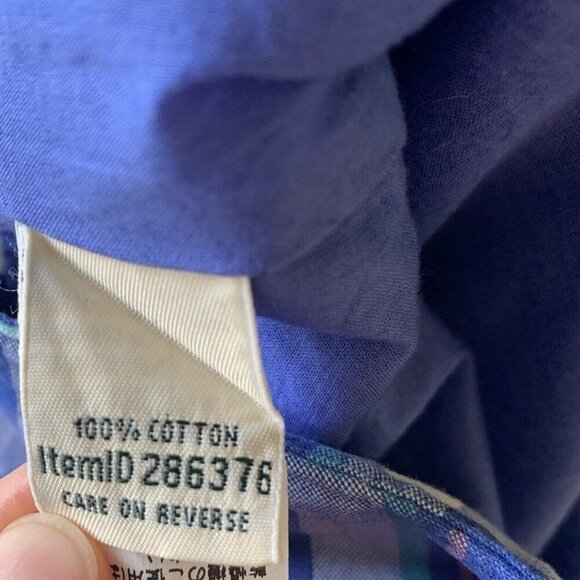 100% COTTON
ItemID 286376
CARE ON REVERSE